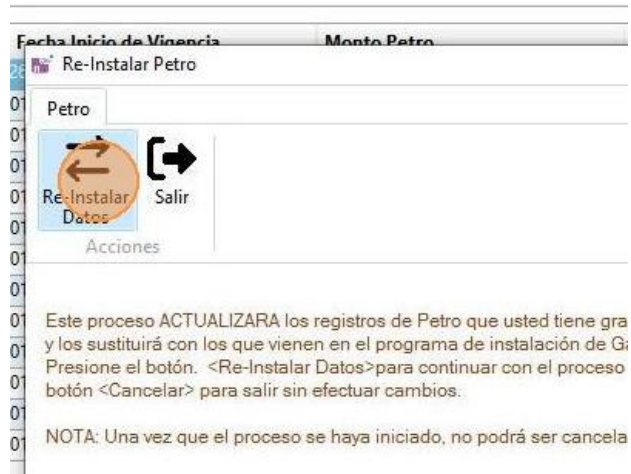 Fecha Inicio de Vigencia Monto Petro
Re-Instalar Petro
Petro
Re-Instalar Salir
Datos
Acciones
Este proceso ACTUALIZARA los registros de Petro que usted tiene gra
y los sustituirá con los que vienen en el programa de instalación de Ga
Presione el botón. <Re-Instalar Datos>para continuar con el proceso
botón <Cancelar> para salir sin efectuar cambios.
NOTA: Una vez que el proceso se haya iniciado, no podrá ser cancela